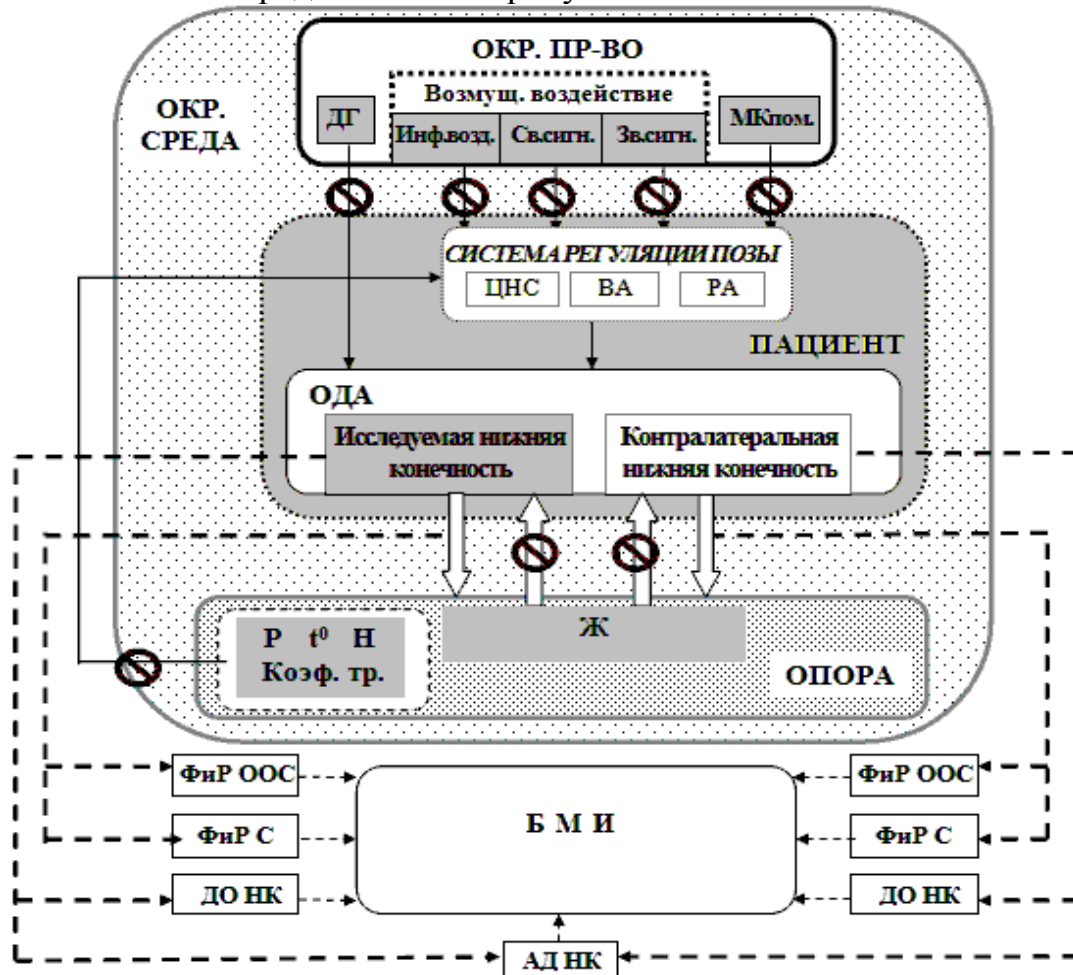 ОКР. ПР-ВО
ОКР.
СРЕДА
Возмущ. воздействие
ДГ
Инф.возд.
Св.сигн.
Зв.сигн.
МКпом.
СИСТЕМА РЕГУЛЯЦИИ ПОЗЫ
ЦНС
ВА
РА
ПАЦИЕНТ
ОДА
Исследуемая нижняя
конечность
Контралатеральная
нижняя конечность
P t⁰ H
Коэф. тр.
Ж
ОПОРА
ФиР ООС
ФиР С
ДО НК
Б М И
ФиР ООС
ФиР С
ДО НК
АД НК